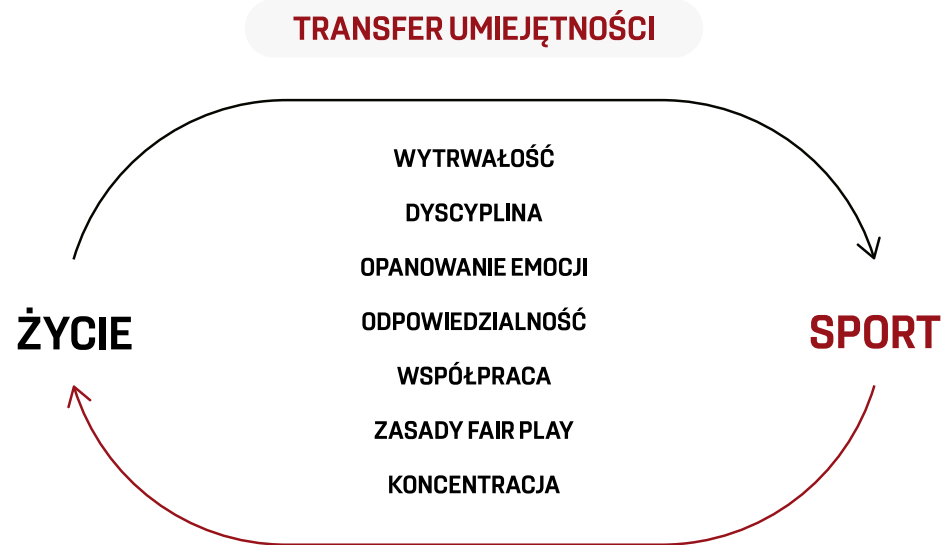 TRANSFER UMIEJĘTNOŚCI
WYTRWAŁOŚĆ
DYSCYPLINA
OPANOWANIE EMOCJI
ODPOWIEDZIALNOŚĆ
ŻYCIE
SPORT
WSPÓŁPRACA
ZASADY FAIR PLAY
KONCENTRACJA